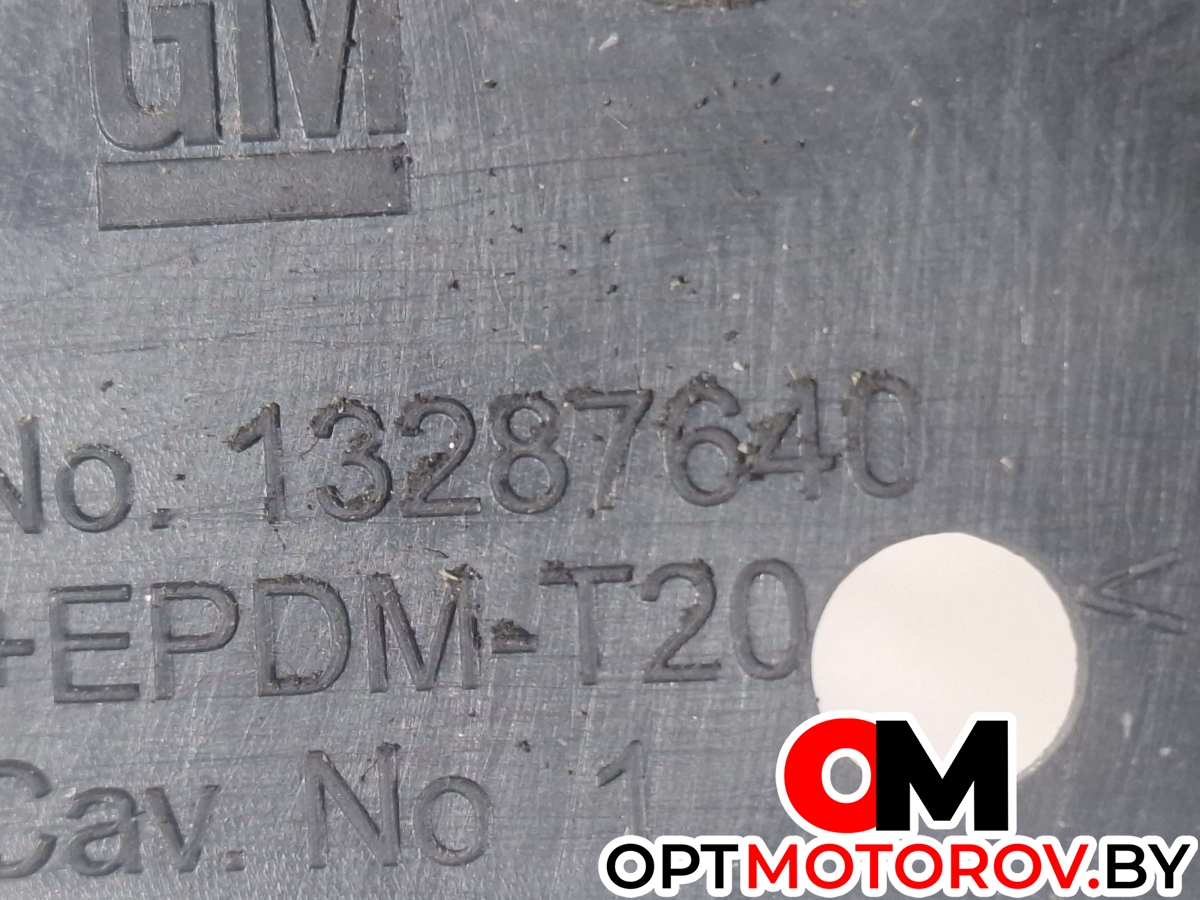 GM
No. 13287640
+EPDM-T20 <
Cav. No 1
OM
OPTMOTOROV.BY